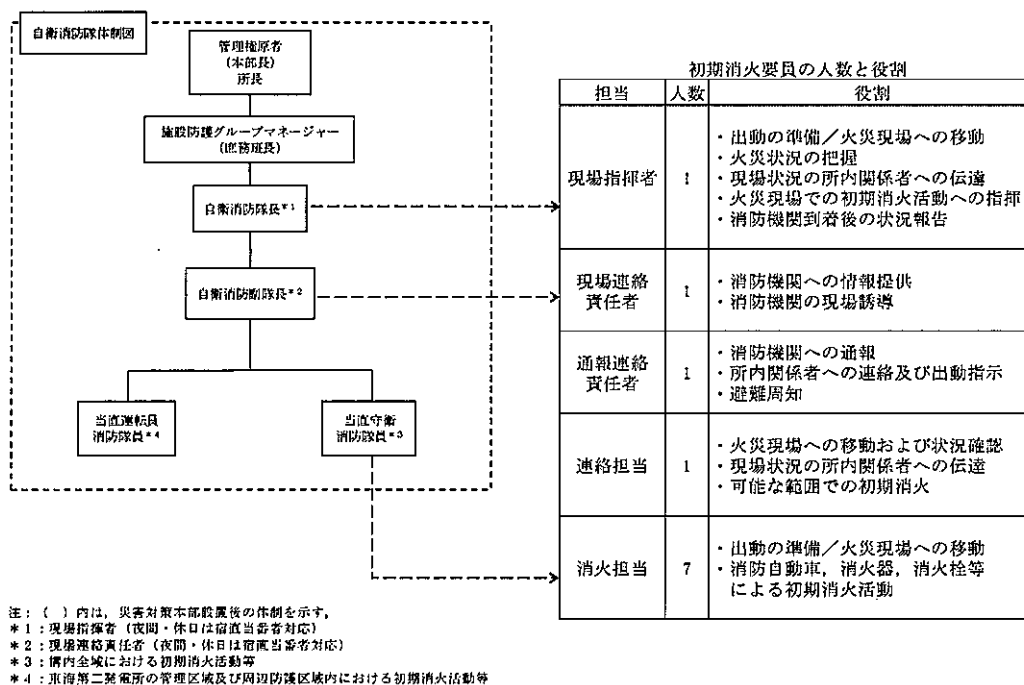 自衛消防隊体制図
管理権原者
(本部長)
所長
施設防護グループマネージャー
(庶務班長)
自衛消防隊長*1
自衛消防副隊長*2
当直運転員
消防隊員*4
当直守衛
消防隊員*3
初期消火要員の人数と役割
担当 人数 役割
現場指揮者 1
・出動の準備/火災現場への移動
・火災状況の把握
・現場状況の所内関係者への伝達
・火災現場での初期消火活動への指揮
・消防機関到着後の状況報告
現場連絡
責任者
1
・消防機関への情報提供
・消防機関の現場誘導
通報連絡
責任者
1
・消防機関への通報
・所内関係者への連絡及び出動指示
・避難周知
連絡担当 1
・火災現場への移動および状況確認
・現場状況の所内関係者への伝達
・可能な範囲での初期消火
消火担当 7
・出動の準備/火災現場への移動
・消防自動車,消火器,消火栓等
による初期消火活動
注:( )内は,災害対策本部設置後の体制を示す。
*1:現場指揮者(夜間・休日は宿直当番者対応)
*2:現場連絡責任者(夜間・休日は宿直当番者対応)
*3:構内全域における初期消火活動等
*4:東海第二発電所の管理区域及び周辺防護区域内における初期消火活動等